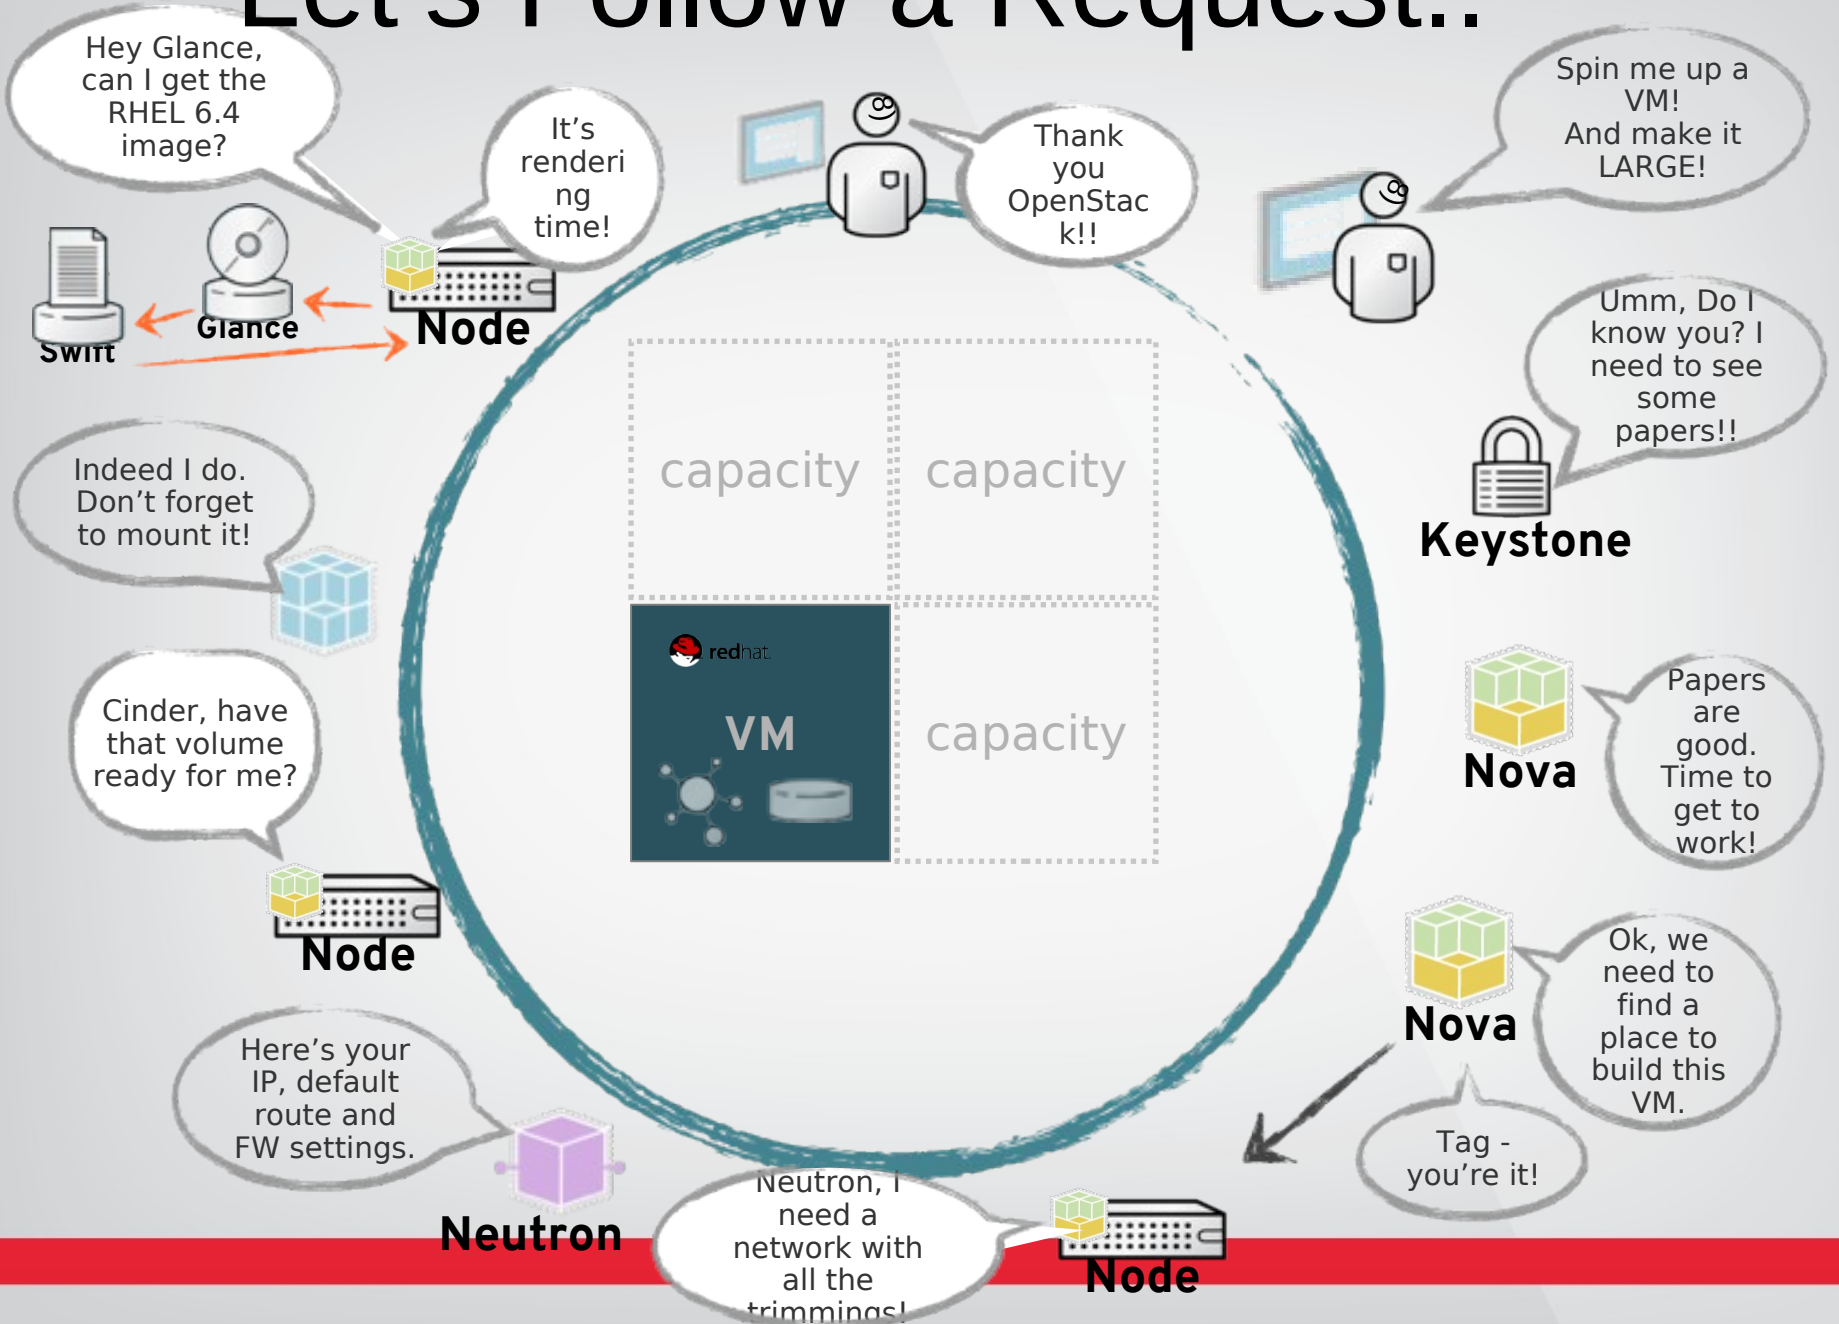 Let's Follow a Request..
Hey Glance,
can I get the
RHEL 6.4
image?
It's
renderi
ng
time!
Thank
you
OpenStac
k!!
Spin me up a
VM!
And make it
LARGE!
Swift
Glance
Node
Umm, Do I
know you? I
need to see
some
papers!!
Keystone
capacity
capacity
Indeed I do.
Don't forget
to mount it!
redhat.
VM
capacity
Papers
are
good.
Time to
get to
work!
Nova
Cinder, have
that volume
ready for me?
Node
Ok, we
need to
find a
place to
build this
VM.
Nova
Tag -
you're it!
Here's your
IP, default
route and
FW settings.
Neutron
Neutron, I
need a
network with
all the
trimmings!
Node